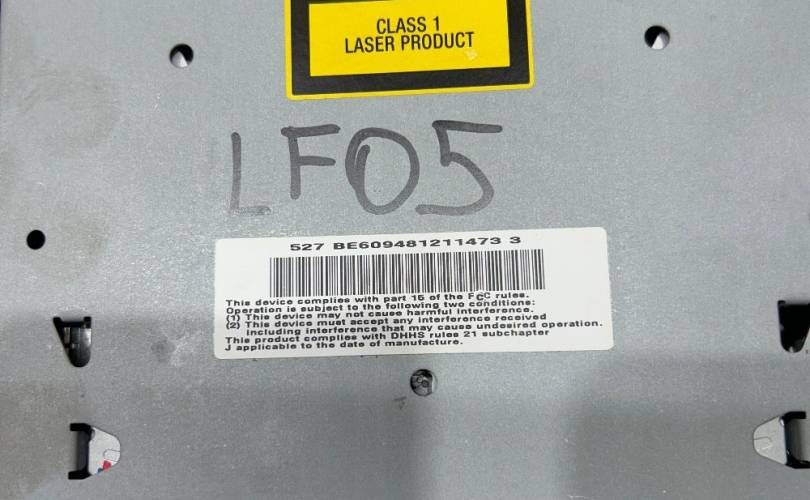 CLASS 1
LASER PRODUCT
LF05
527 BE609481211473 3
This device complies with part 15 of the FCC rules.
Operation is subject to the following two conditions:
(1) This device may not cause harmful interference.
(2) This device must accept any interference received
including interference that may cause undesired operation.
This product complies with DHHS rules 21 subchapter
J applicable to the date of manufacture.